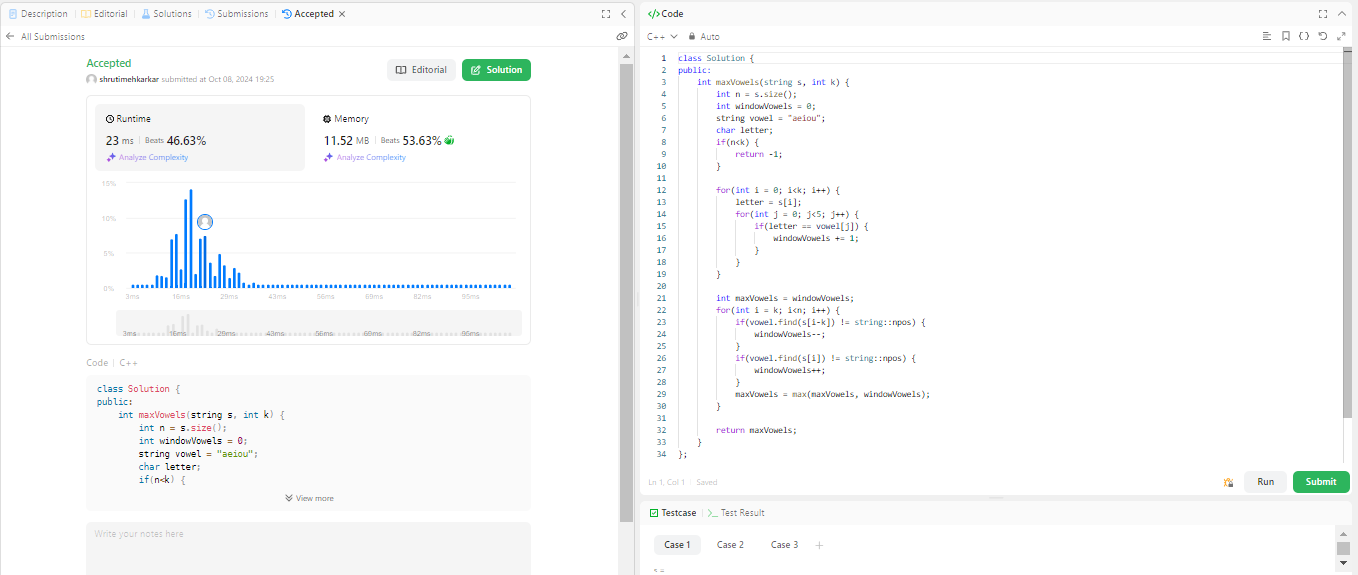 Description Editorial Solutions Submissions Accepted
All Submissions
Accepted
shrutimehkarkar submitted at Oct 08, 2024 19:25
Editorial
Solution
Runtime
23 ms Beats 46.63%
Analyze Complexity
Memory
11.52 MB Beats 53.63%
Analyze Complexity
15%
10%
5%
0%
3ms 16ms 29ms 43ms 56ms 69ms 82ms 95ms
3ms 16ms 29ms 43ms 56ms 69ms 82ms 95ms
Code C++
class Solution {
public:
int maxVowels(string s, int k) {
int n = s.size();
int windowVowels = 0;
string vowel = "aeiou";
char letter;
if(n<k) {
View more
Write your notes here
</> Code
C++ Auto
1 class Solution {
2 public:
3 int maxVowels(string s, int k) {
4 int n = s.size();
5 int windowVowels = 0;
6 string vowel = "aeiou";
7 char letter;
8 if(n<k) {
9 return -1;
10 }
11
12 for(int i = 0; i<k; i++) {
13 letter = s[i];
14 for(int j = 0; j<5; j++) {
15 if(letter == vowel[j]) {
16 windowVowels += 1;
17 }
18 }
19 }
20
21 int maxVowels = windowVowels;
22 for(int i = k; i<n; i++) {
23 if(vowel.find(s[i-k]) != string::npos) {
24 windowVowels--;
25 }
26 if(vowel.find(s[i]) != string::npos) {
27 windowVowels++;
28 }
29 maxVowels = max(maxVowels, windowVowels);
30 }
31
32 return maxVowels;
33 }
34 };
Ln 1, Col 1 Saved
Run
Submit
Testcase >_ Test Result
Case 1 Case 2 Case 3 +
s =